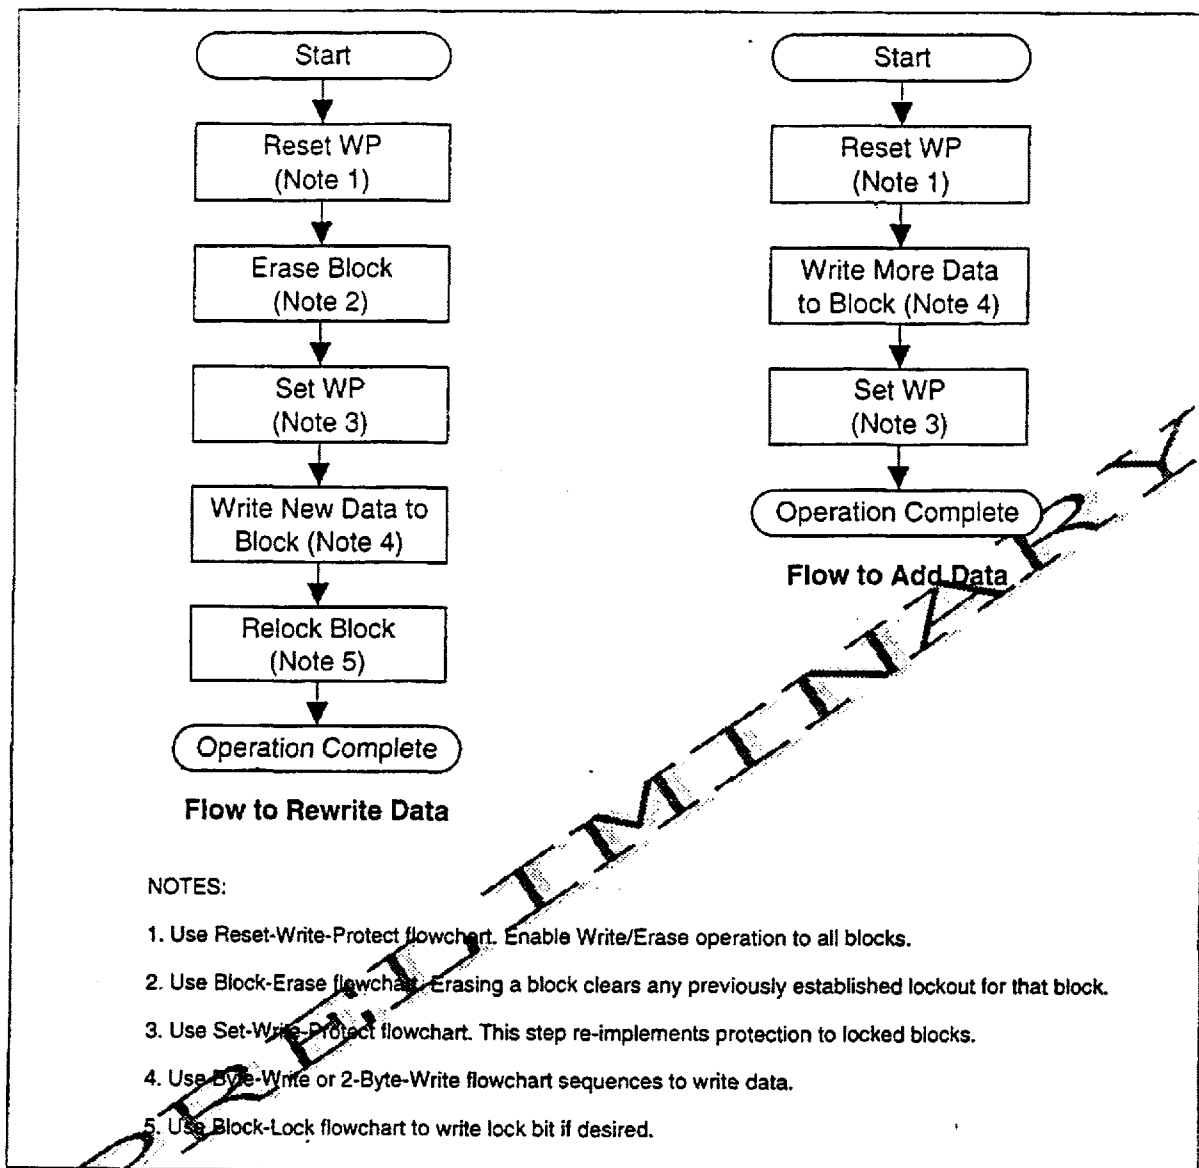 Start
Reset WP
(Note 1)
Erase Block
(Note 2)
Set WP
(Note 3)
Write New Data to
Block (Note 4)
Relock Block
(Note 5)
Operation Complete
Flow to Rewrite Data
Start
Reset WP
(Note 1)
Write More Data
to Block (Note 4)
Set WP
(Note 3)
Operation Complete
Flow to Add Data
NOTES:
1. Use Reset-Write-Protect flowchart. Enable Write/Erase operation to all blocks.
2. Use Block-Erase flowchart. Erasing a block clears any previously established lockout for that block.
3. Use Set-Write-Protect flowchart. This step re-implements protection to locked blocks.
4. Use Byte-Write or 2-Byte-Write flowchart sequences to write data.
5. Use Block-Lock flowchart to write lock bit if desired.
PRELIMINARY